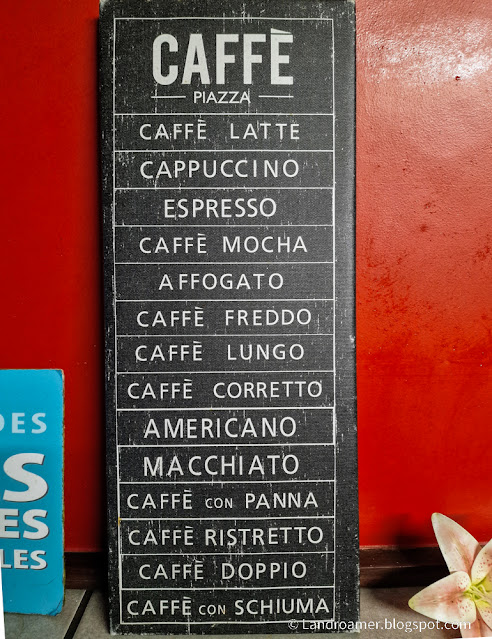 CAFFÈ
PIAZZA
CAFFÈ LATTE
CAPPUCCINO
ESPRESSO
CAFFÈ MOCHA
AFFOGATO
CAFFÈ FREDDO
CAFFÈ LUNGO
CAFFÈ CORRETTO
AMERICANO
MACCHIATO
CAFFÈ CON PANNA
CAFFÈ RISTRETTO
CAFFÈ DOPPIO
CAFFÈ CON SCHIUMA
© Landroamer.blogspot.com